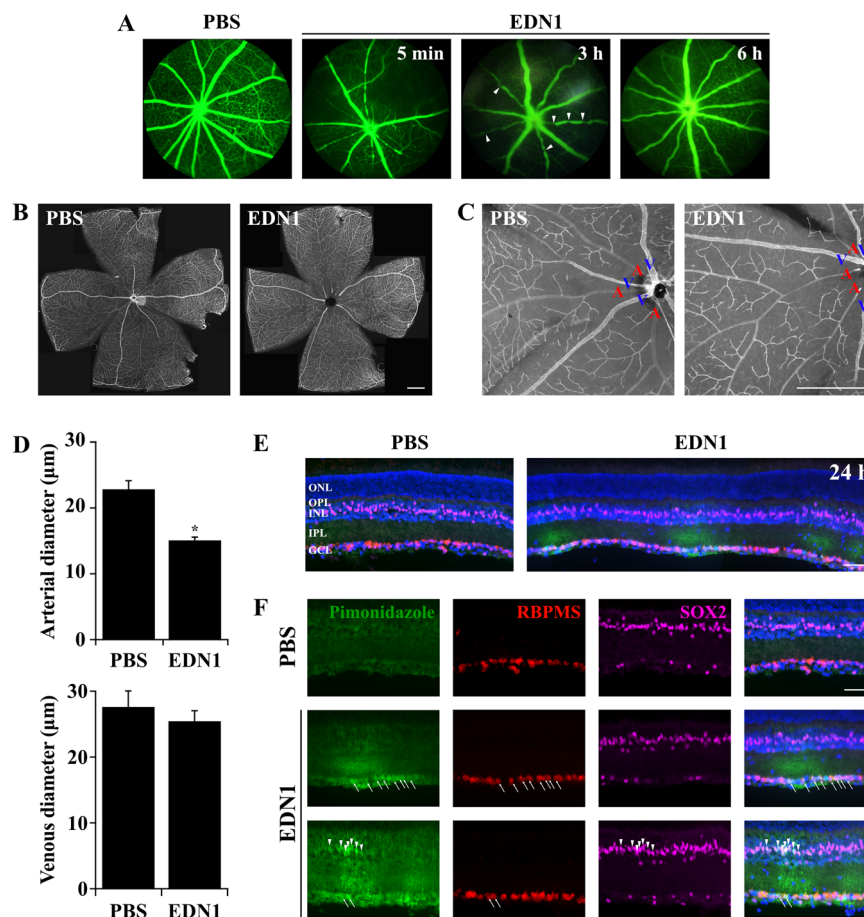 A
PBS
EDN1
5 min
3 h
6 h
B
PBS
EDN1
C
PBS
A
V
V
A
V
A
EDN1
A
V
V
A
A
V
D
30
20
10
0
Arterial diameter (µm)
*
PBS
EDN1
30
20
10
0
Venous diameter (µm)
PBS
EDN1
E
PBS
EDN1
24 h
ONL
OPL
INL
IPL
GCL
F
Pimonidazole
RBPMS
SOX2
PBS
EDN1